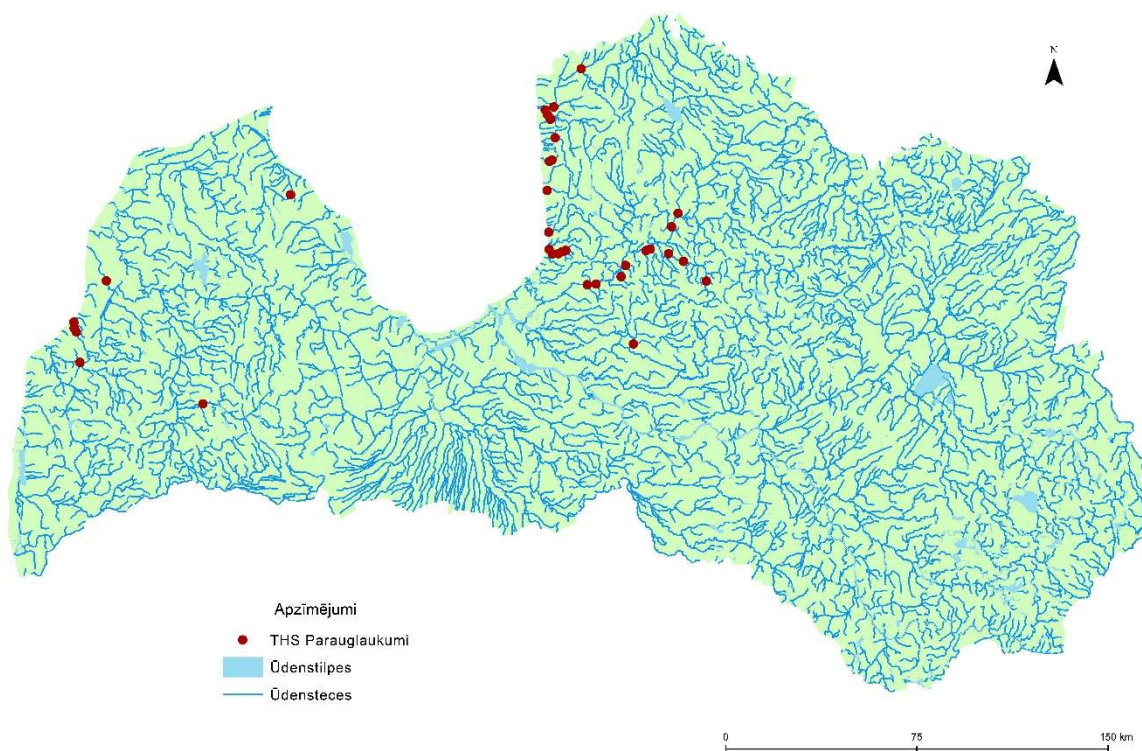 N
Apzīmējumi
THS Parauglaukumi
Ūdenstilpes
Ūdensteces
0 75 150 km